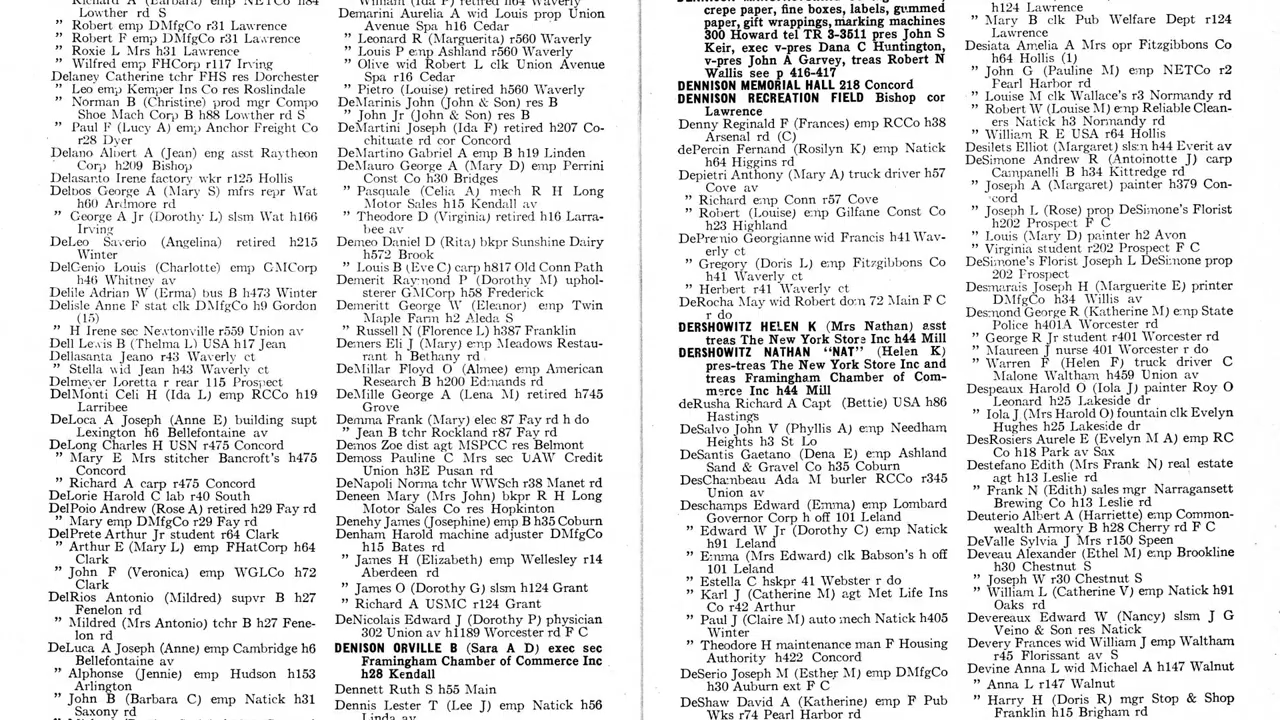 Richard A (Barbara) emp NETCo h84
Lowther rd S
" Robert emp DMfgCo r31 Lawrence
" Robert F emp DMfgCo r31 Lawrence
" Roxie L Mrs h31 Lawrence
" Wilfred emp FHCorp r117 Irving
Delaney Catherine tchr FHS res Dorchester
" Leo emp Kemper Ins Co res Roslindale
" Norman B (Christine) prod mgr Compo
Shoe Mach Corp B h88 Lowther rd S
" Paul F (Lucy A) emp Anchor Freight Co
r28 Dyer
Delano Albert A (Jean) eng asst Raytheon
Corp h209 Bishop
Delasanto Irene factory wkr r125 Hollis
Delbos George A (Mary S) mfrs repr Wat
h60 Ardmore rd
" George A Jr (Dorothy L) slsm Wat h166
Irving
DeLeo Saverio (Angelina) retired h215
Winter
DelGenio Louis (Charlotte) emp GMCorp
h46 Whitney av
Delile Adrian W (Erma) bus B h473 Winter
Delisle Anne F stat clk DMfgCo h9 Gordon
(15)
" H Irene sec Newtonville r559 Union av
Dell Lewis B (Thelma L) USA h17 Jean
Dellasanta Jeano r43 Waverly ct
" Stella wid Jean h43 Waverly ct
Delmeyer Loretta r rear 115 Prospect
DelMonti Celi H (Ida L) emp RCCo h19
Larribee
DeLoca A Joseph (Anne E) building supt
Lexington h6 Bellefontaine av
DeLong Charles H USN r475 Concord
" Mary E Mrs stitcher Bancroft's h475
Concord
" Richard A carp r475 Concord
DeLorie Harold C lab r40 South
DelPoio Andrew (Rose A) retired h29 Fay rd
" Mary emp DMfgCo r29 Fay rd
DelPrete Arthur Jr student r64 Clark
" Arthur E (Mary L) emp FHatCorp h64
Clark
" John F (Veronica) emp WGLCo h72
Clark
DelRios Antonio (Mildred) supvr B h27
Fenelon rd
" Mildred (Mrs Antonio) tchr B h27 Fene-
lon rd
DeLuca A Joseph (Anne) emp Cambridge h6
Bellefontaine av
" Alphonse (Jennie) emp Hudson h153
Arlington
" John B (Barbara C) emp Natick h31
Saxony rd
William (Ida P) retired h64 Waverly
Demarini Aurelia A wid Louis prop Union
Avenue Spa h16 Cedar
" Leonard R (Marguerita) r560 Waverly
" Louis P emp Ashland r560 Waverly
" Olive wid Robert L clk Union Avenue
Spa r16 Cedar
" Pietro (Louise) retired h560 Waverly
DeMarinis John (John & Son) res B
" John Jr (John & Son) res B
DeMartini Joseph (Ida F) retired h207 Co-
chituate rd cor Concord
DeMartino Gabriel A emp B h19 Linden
DeMauro George A (Mary D) emp Perrini
Const Co h30 Bridges
" Pasquale (Celia A) mech R H Long
Motor Sales h15 Kendall av
" Theodore D (Virginia) retired h16 Larra-
bee av
Demeo Daniel D (Rita) bkpr Sunshine Dairy
h572 Brook
" Louis B (Eve C) carp h817 Old Conn Path
Demerit Raymond P (Dorothy M) uphol-
sterer GMCorp h58 Frederick
Demeritt George W (Eleanor) emp Twin
Maple Farm h2 Aleda S
" Russell N (Florence L) h387 Franklin
Demers Eli J (Mary) emp Meadows Restau-
rant h Bethany rd
DeMillar Floyd O (Almee) emp American
Research B h200 Edmands rd
DeMille George A (Lena M) retired h745
Grove
Demma Frank (Mary) elec 87 Fay rd h do
" Jean B tchr Rockland r87 Fay rd
Demos Zoe dist agt MSPCC res Belmont
Demoss Pauline C Mrs sec UAW Credit
Union h3E Pusan rd
DeNapoli Norma tchr WWSch r38 Manet rd
Deneen Mary (Mrs John) bkpr R H Long
Motor Sales Co res Hopkinton
Denehy James (Josephine) emp B h35 Coburn
Denham Harold machine adjuster DMfgCo
h15 Bates rd
" James H (Elizabeth) emp Wellesley r14
Aberdeen rd
" James O (Dorothy G) slsm h124 Grant
" Richard A USMC r124 Grant
DeNicolais Edward J (Dorothy P) physician
302 Union av h1189 Worcester rd F C
DENISON ORVILLE B (Sara A D) exec sec
Framingham Chamber of Commerce Inc
h28 Kendall
Dennett Ruth S h55 Main
Dennis Lester T (Lee J) emp Natick h56
Linda av
crepe paper, fine boxes, labels, gummed
paper, gift wrappings, marking machines
300 Howard tel TR 3-3511 pres John S
Keir, exec v-pres Dana C Huntington,
v-pres John A Garvey, treas Robert N
Wallis see p 416-417
DENNISON MEMORIAL HALL 218 Concord
DENNISON RECREATION FIELD Bishop cor
Lawrence
Denny Reginald F (Frances) emp RCCo h38
Arsenal rd (C)
dePercin Fernand (Rosilyn K) emp Natick
h64 Higgins rd
Depietri Anthony (Mary A) truck driver h57
Cove av
" Richard emp Conn r57 Cove
" Robert (Louise) emp Gilfane Const Co
h23 Highland
DePremio Georgianne wid Francis h41 Wav-
erly ct
" Gregory (Doris L) emp Fitzgibbons Co
h41 Waverly ct
" Herbert r41 Waverly ct
DeRocha May wid Robert dom 72 Main F C
r do
DERSHOWITZ HELEN K (Mrs Nathan) asst
treas The New York Store Inc h44 Mill
DERSHOWITZ NATHAN "NAT" (Helen K)
pres-treas The New York Store Inc and
treas Framingham Chamber of Com-
merce Inc h44 Mill
deRusha Richard A Capt (Bettie) USA h86
Hastings
DeSalvo John V (Phyllis A) emp Needham
Heights h3 St Lo
DeSantis Gaetano (Dena E) emp Ashland
Sand & Gravel Co h35 Coburn
DesChambeau Ada M burler RCCo r345
Union av
Deschamps Edward (Emma) emp Lombard
Governor Corp h off 101 Leland
" Edward W Jr (Dorothy C) emp Natick
h91 Leland
" Emma (Mrs Edward) clk Babson's h off
101 Leland
" Estella C hskpr 41 Webster r do
" Karl J (Catherine M) agt Met Life Ins
Co r42 Arthur
" Paul J (Claire M) auto mech Natick h405
Winter
" Theodore H maintenance man F Housing
Authority h422 Concord
DeSerio Joseph M (Esther M) emp DMfgCo
h30 Auburn ext F C
DeShaw David A (Katherine) emp F Pub
Wks r74 Pearl Harbor rd
h124 Lawrence
" Mary B clk Pub Welfare Dept r124
Lawrence
Desiata Amelia A Mrs opr Fitzgibbons Co
h64 Hollis (1)
" John G (Pauline M) emp NETCo r2
Pearl Harbor rd
" Louise M clk Wallace's r3 Normandy rd
" Robert W (Louise M) emp Reliable Clean-
ers Natick h3 Normandy rd
" William R E USA r64 Hollis
Desilets Elliot (Margaret) slsm h44 Everit av
DeSimone Andrew R (Antoinotte J) carp
Campanelli B h34 Kittredge rd
" Joseph A (Margaret) painter h379 Con-
cord
" Joseph L (Rose) prop DeSimone's Florist
h202 Prospect F C
" Louis (Mary D) painter h2 Avon
" Virginia student r202 Prospect F C
DeSimone's Florist Joseph L DeSimone prop
202 Prospect
Desmarais Joseph H (Marguerite E) printer
DMfgCo h34 Willis av
Desmond George R (Katherine M) emp State
Police h401A Worcester rd
" George R Jr student r401 Worcester rd
" Maureen J nurse 401 Worcester r do
" Warren F (Helen F) truck driver C
Malone Waltham h459 Union av
Despeaux Harold O (Iola J) painter Roy O
Leonard h25 Lakeside dr
" Iola J (Mrs Harold O) fountain clk Evelyn
Hughes h25 Lakeside dr
DesRosiers Aurele E (Evelyn M A) emp RC
Co h18 Park av Sax
Destefano Edith (Mrs Frank N) real estate
agt h13 Leslie rd
" Frank N (Edith) sales mgr Narragansett
Brewing Co h13 Leslie rd
Deuterio Albert A (Harriette) emp Common-
wealth Armory B h28 Cherry rd F C
DeValle Sylvia J Mrs r150 Speen
Deveau Alexander (Ethel M) emp Brookline
h30 Chestnut S
" Joseph W r30 Chestnut S
" William L (Catherine V) emp Natick h91
Oaks rd
Devereaux Edward W (Nancy) slsm J G
Veino & Son res Natick
Devery Frances wid William J emp Waltham
r45 Florissant av S
Devine Anna L wid Michael A h147 Walnut
" Anna L r147 Walnut
" Harry H (Doris R) mgr Stop & Shop
Franklin h15 Brigham rd